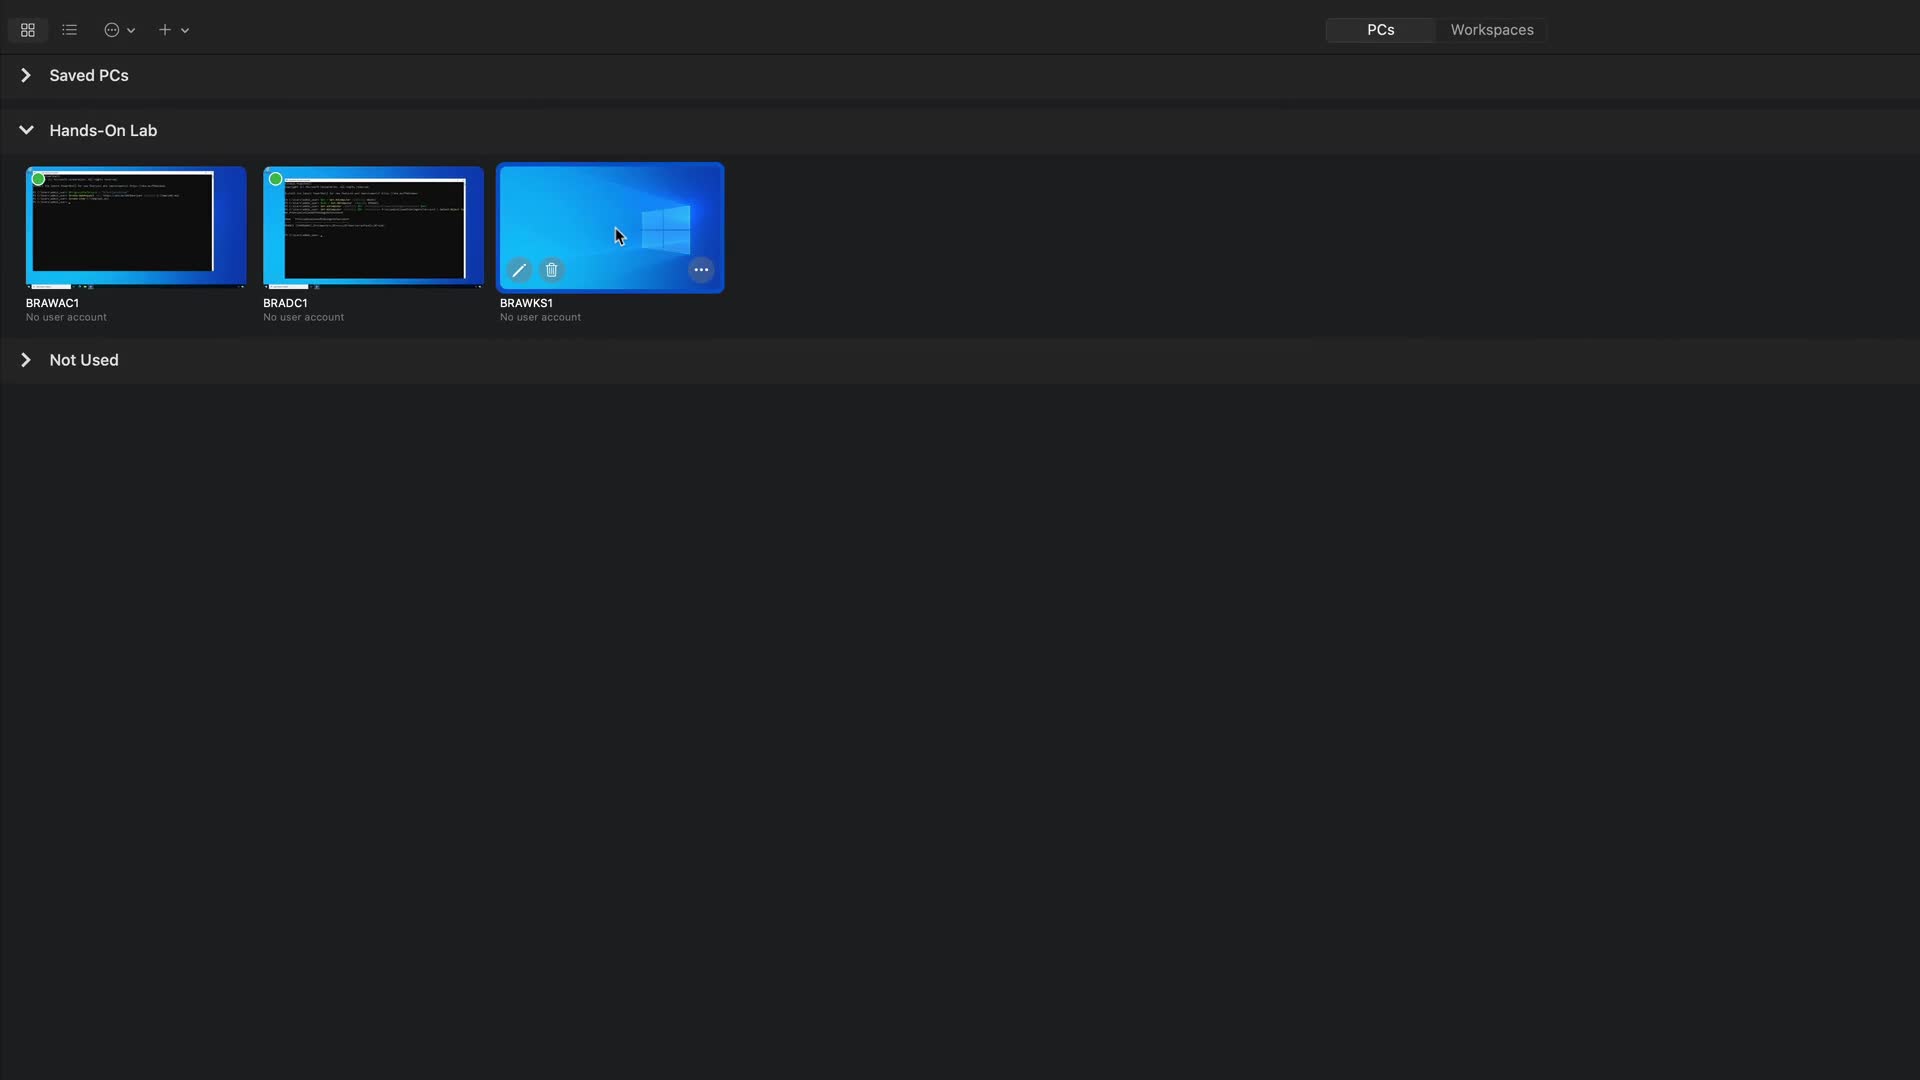 PCs
Workspaces
Saved PCs
Hands-On Lab
BRAWAC1
No user account
BRADC1
No user account
BRAWKS1
No user account
Not Used